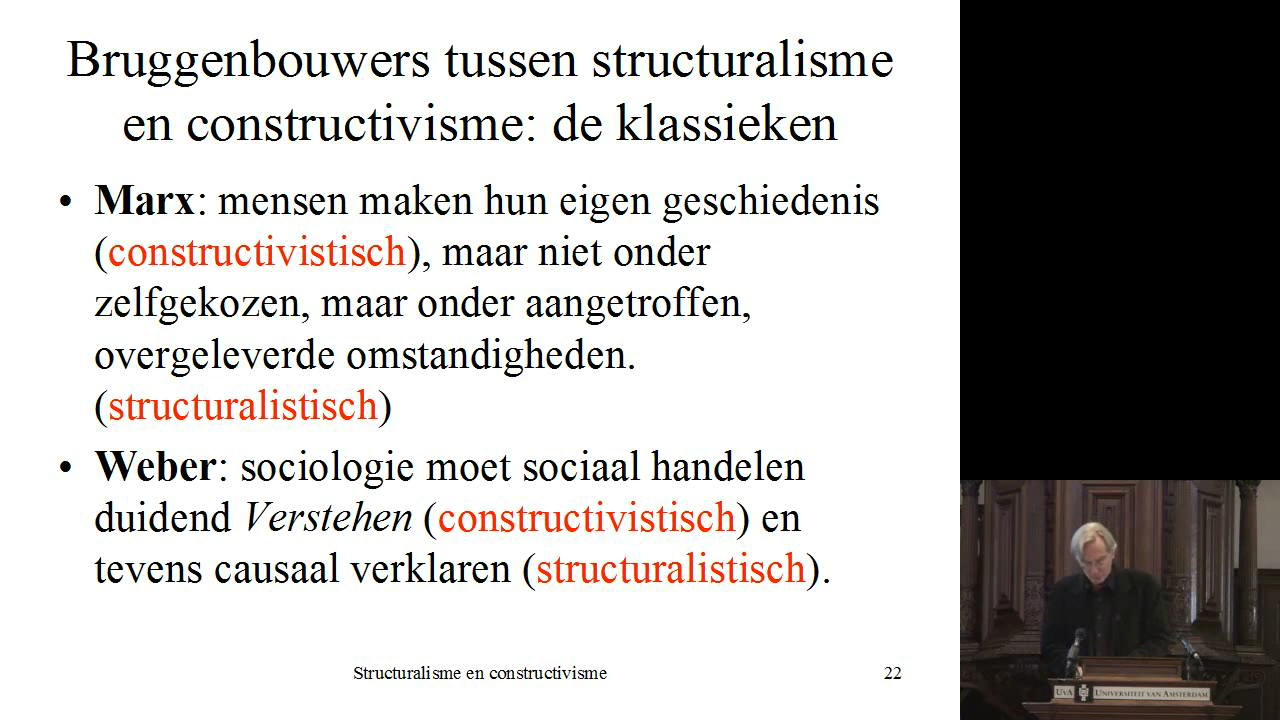 Bruggenbouwers tussen structuralisme
en constructivisme: de klassieken
• Marx: mensen maken hun eigen geschiedenis
(constructivistisch), maar niet onder
zelfgekozen, maar onder aangetroffen,
overgeleverde omstandigheden.
(structuralistisch)
• Weber: sociologie moet sociaal handelen
duidend Verstehen (constructivistisch) en
tevens causaal verklaren (structuralistisch).
Structuralisme en constructivisme 22
UvA UNIVERSITEIT VAN AMSTERDAM